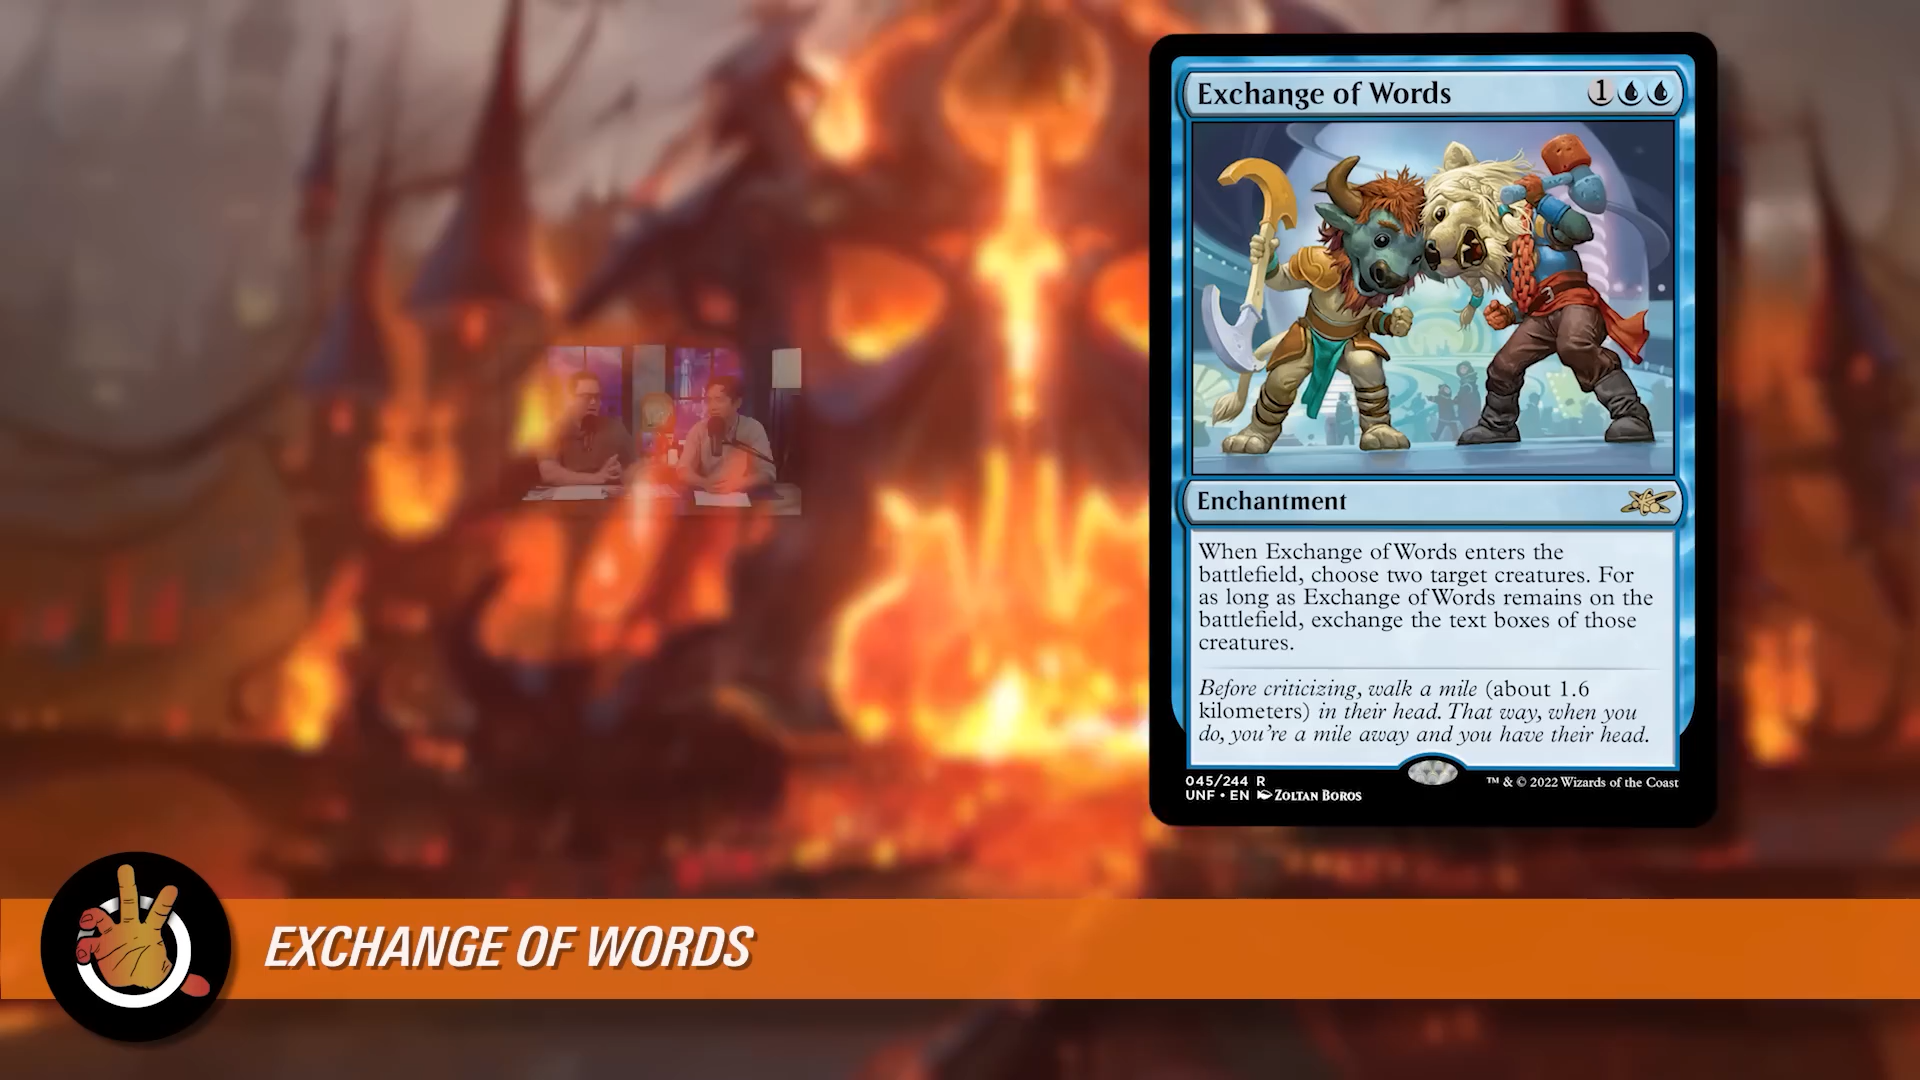 Exchange of Words 1
Enchantment
When Exchange of Words enters the
battlefield, choose two target creatures. For
as long as Exchange of Words remains on the
battlefield, exchange the text boxes of those
creatures.
Before criticizing, walk a mile (about 1.6
kilometers) in their head. That way, when you
do, you're a mile away and you have their head.
045/244 R
UNF • EN ZOLTAN BOROS
™ & © 2022 Wizards of the Coast
EXCHANGE OF WORDS